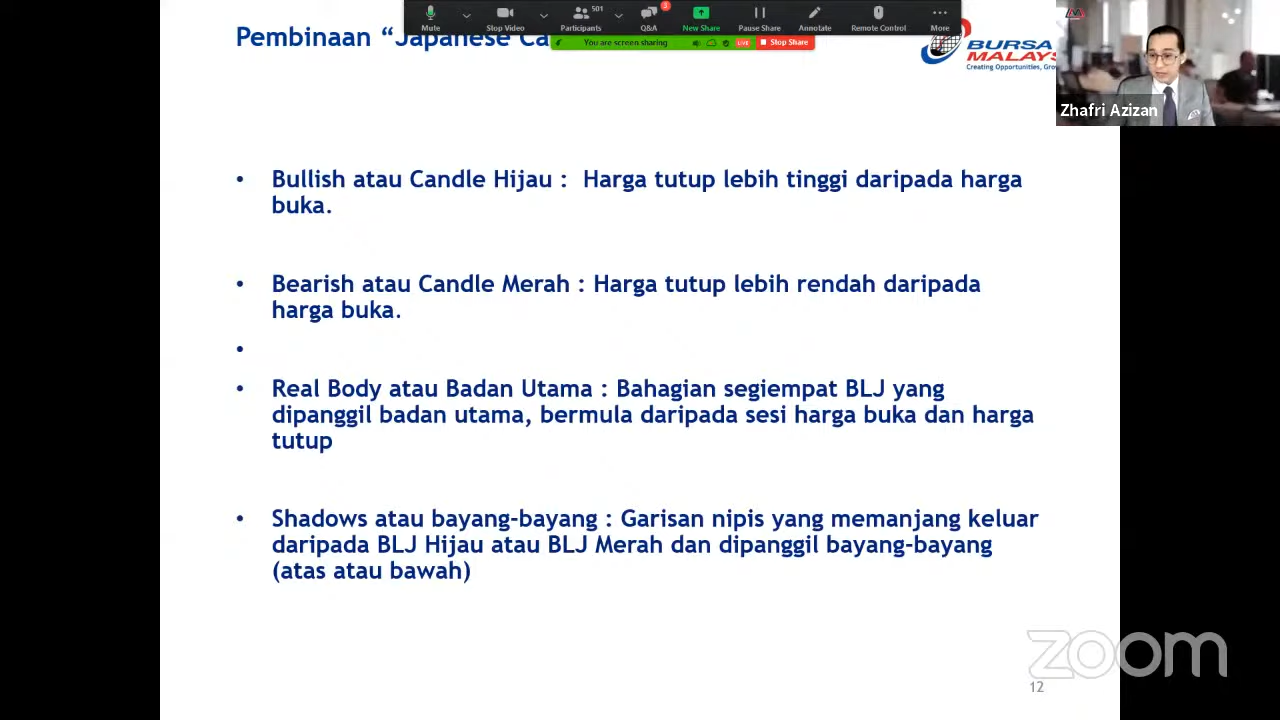 Mute
Stop Video
501
Participants
3
Q&A
New Share
Pause Share
Annotate
Remote Control
More
You are screen sharing
LIVE
Stop Share
Pembinaan “Japanese Ca
BURSA
MALAYS
Creating Opportunities, Grow
Zhafri Azizan
• Bullish atau Candle Hijau : Harga tutup lebih tinggi daripada harga
buka.
• Bearish atau Candle Merah : Harga tutup lebih rendah daripada
harga buka.
•
• Real Body atau Badan Utama : Bahagian segiempat BLJ yang
dipanggil badan utama, bermula daripada sesi harga buka dan harga
tutup
• Shadows atau bayang-bayang : Garisan nipis yang memanjang keluar
daripada BLJ Hijau atau BLJ Merah dan dipanggil bayang-bayang
(atas atau bawah)
zoom
12